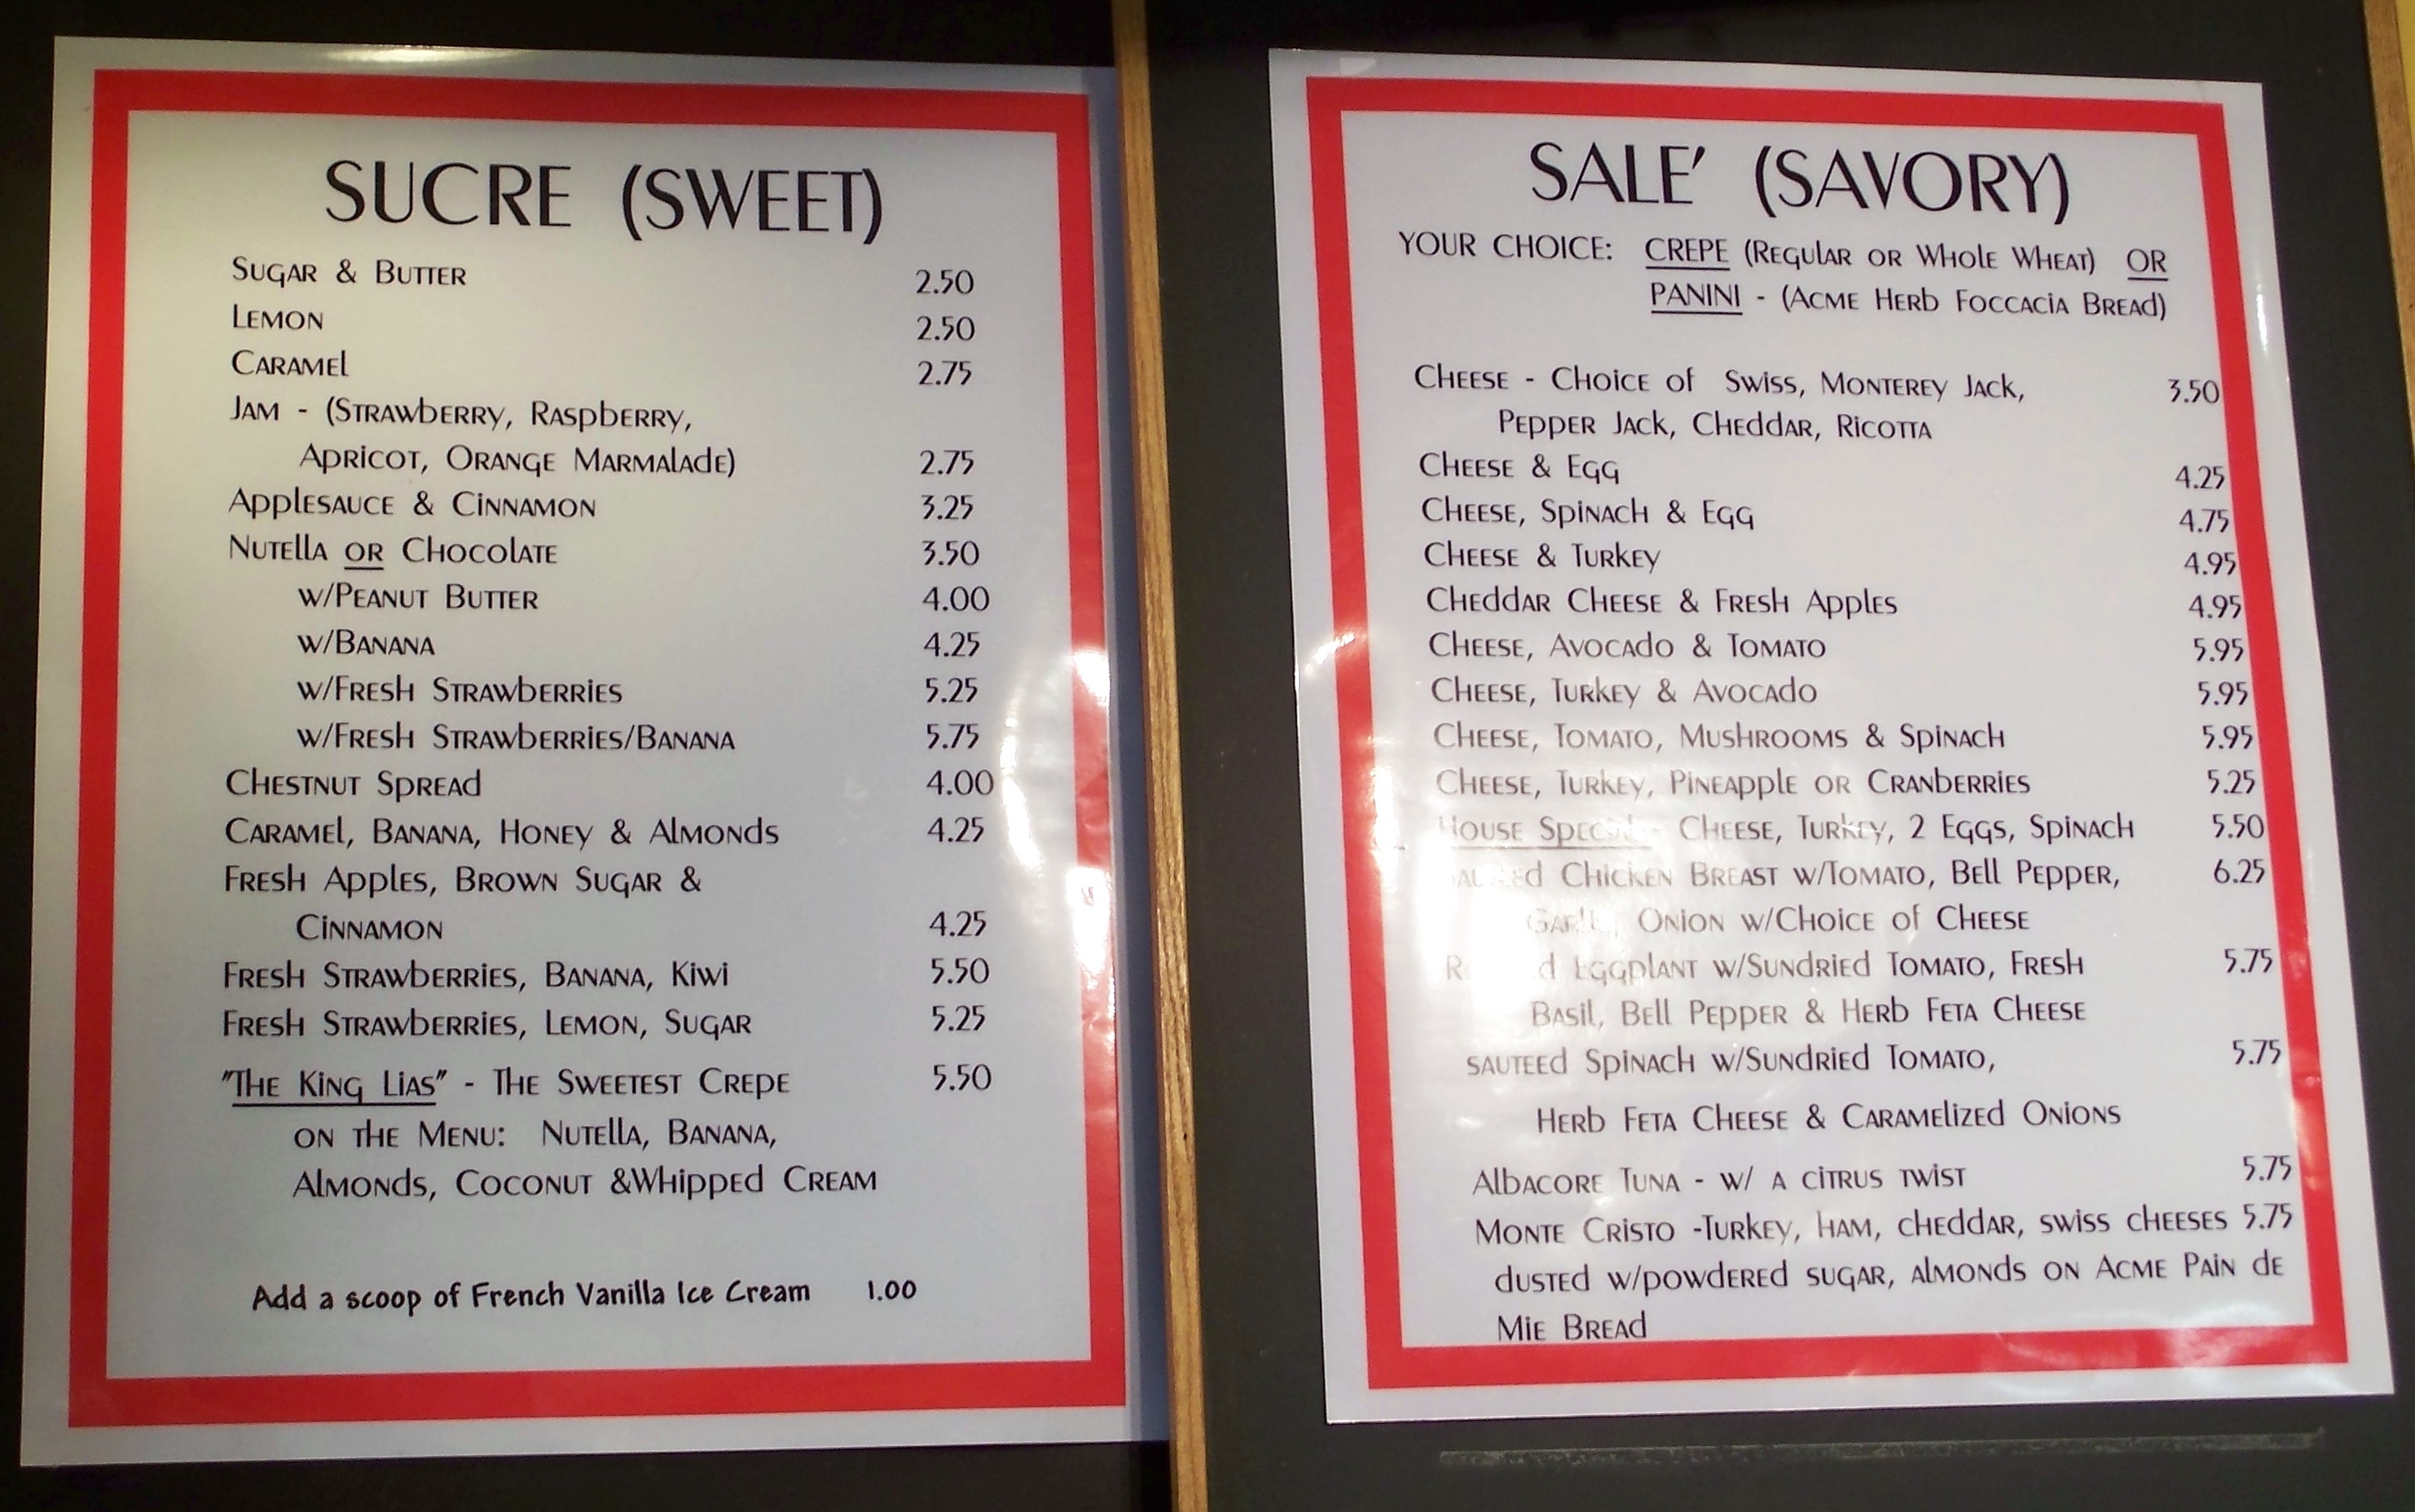 SUCRE (SWEET)
Sugar & Butter 2.50
Lemon 2.50
Caramel 2.75
Jam - (Strawberry, Raspberry,
Apricot, Orange Marmalade) 2.75
Applesauce & Cinnamon 3.25
Nutella or Chocolate 3.50
w/Peanut Butter 4.00
w/Banana 4.25
w/Fresh Strawberries 5.25
w/Fresh Strawberries/Banana 5.75
Chestnut Spread 4.00
Caramel, Banana, Honey & Almonds 4.25
Fresh Apples, Brown Sugar &
Cinnamon 4.25
Fresh Strawberries, Banana, Kiwi 5.50
Fresh Strawberries, Lemon, Sugar 5.25
"The King Lias" - The Sweetest Crepe 5.50
on the Menu: Nutella, Banana,
Almonds, Coconut &Whipped Cream
Add a scoop of French Vanilla Ice Cream 1.00
SALE' (SAVORY)
YOUR CHOICE: CREPE (Regular or Whole Wheat) OR
PANINI - (Acme Herb Foccacia Bread)
Cheese - Choice of Swiss, Monterey Jack, 3.50
Pepper Jack, Cheddar, Ricotta
Cheese & Egg 4.25
Cheese, Spinach & Egg 4.75
Cheese & Turkey 4.95
Cheddar Cheese & Fresh Apples 4.95
Cheese, Avocado & Tomato 5.95
Cheese, Turkey & Avocado 5.95
Cheese, Tomato, Mushrooms & Spinach 5.95
Cheese, Turkey, Pineapple or Cranberries 5.25
House Special - Cheese, Turkey, 2 Eggs, Spinach 5.50
Chicken Breast w/Tomato, Bell Pepper, 6.25
Garlic, Onion w/Choice of Cheese
Eggplant w/Sundried Tomato, Fresh 5.75
Basil, Bell Pepper & Herb Feta Cheese
sauteed Spinach w/Sundried Tomato, 5.75
Herb Feta Cheese & Caramelized Onions
Albacore Tuna - w/ a citrus twist 5.75
Monte Cristo -Turkey, ham, cheddar, swiss cheeses 5.75
dusted w/powdered sugar, almonds on Acme Pain de
Mie Bread